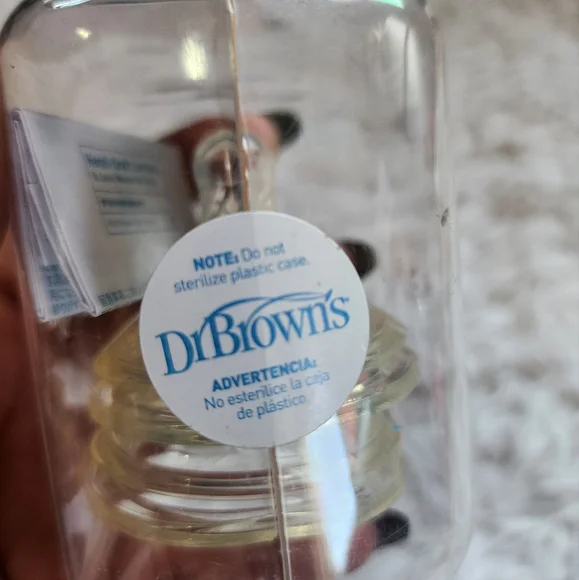 NOTE: Do not
sterilize plastic case.
DrBrown's
ADVERTENCIA:
No esterilice la caja
de plástico.